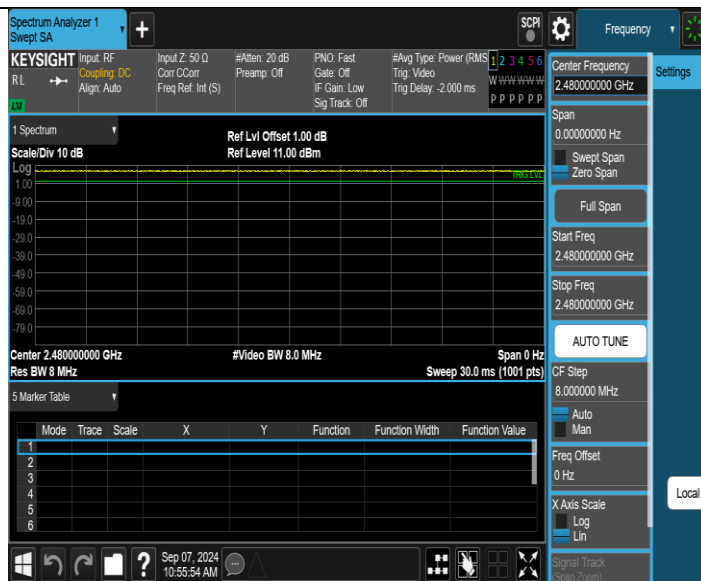 Spectrum Analyzer 1
Swept SA
+
SCPI
Frequency
KEYSIGHT
RL
LXI
Input: RF
Coupling: DC
Align: Auto
Input Z: 50 Ω
Corr CCorr
Freq Ref: Int (S)
#Atten: 20 dB
Preamp: Off
PNO: Fast
Gate: Off
IF Gain: Low
Sig Track: Off
#Avg Type: Power (RMS
Trig: Video
Trig Delay: -2.000 ms
1 2 3 4 5 6
W W W W W W
P P P P P P
1 Spectrum
Scale/Div 10 dB
Ref Lvl Offset 1.00 dB
Ref Level 11.00 dBm
Log
TRIG LVL
1.00
-9.00
-19.0
-29.0
-39.0
-49.0
-59.0
-69.0
-79.0
Center 2.480000000 GHz
#Video BW 8.0 MHz
Span 0 Hz
Res BW 8 MHz
Sweep 30.0 ms (1001 pts)
5 Marker Table
Mode Trace Scale X Y Function Function Width Function Value
1
2
3
4
5
6
Sep 07, 2024
10:55:54 AM
?
Center Frequency
2.480000000 GHz
Settings
Span
0.00000000 Hz
Swept Span
Zero Span
Full Span
Start Freq
2.480000000 GHz
Stop Freq
2.480000000 GHz
AUTO TUNE
CF Step
8.000000 MHz
Auto
Man
Freq Offset
0 Hz
X Axis Scale
Log
Lin
Signal Track
(Span Zoom)
Local